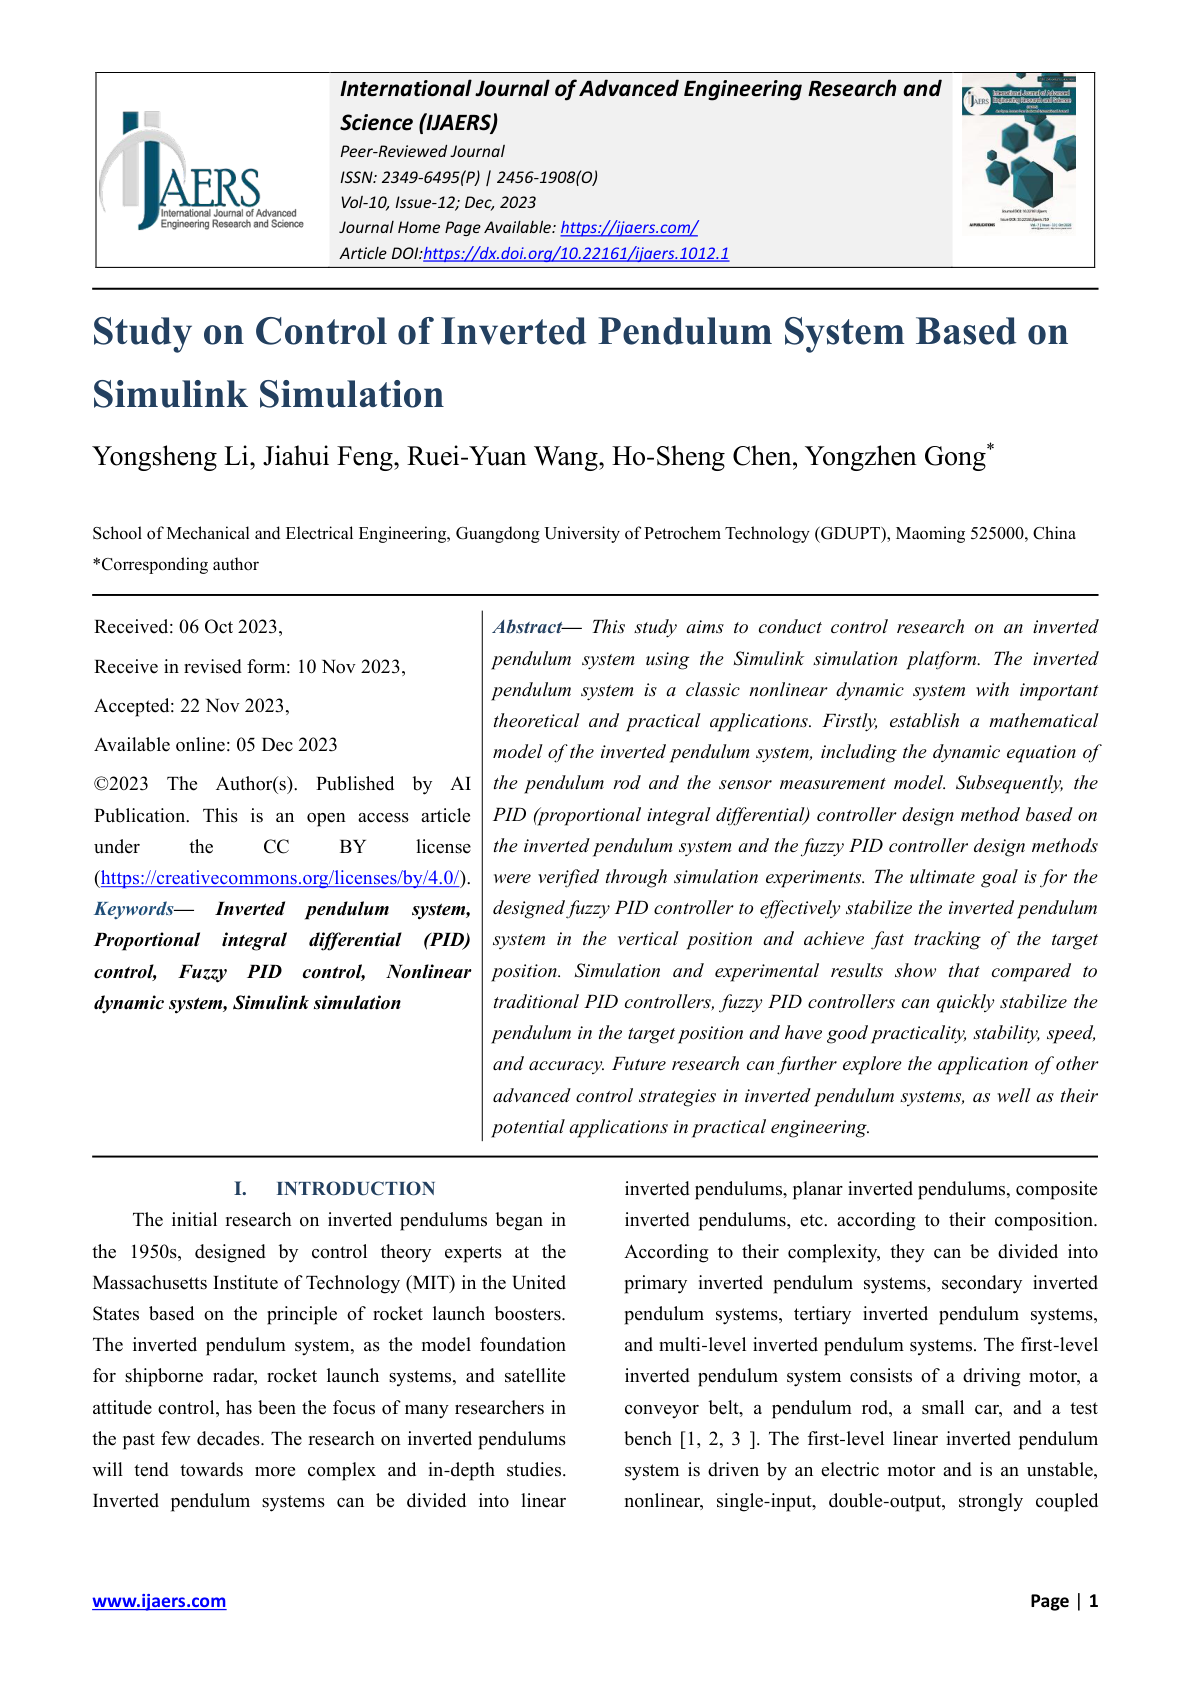 IJAERS
International Journal of Advanced
Engineering Research and Science
International Journal of Advanced Engineering Research and
Science (IJAERS)
Peer-Reviewed Journal
ISSN: 2349-6495(P) | 2456-1908(O)
Vol-10, Issue-12; Dec, 2023
Journal Home Page Available: https://ijaers.com/
Article DOI:https://dx.doi.org/10.22161/ijaers.1012.1
Study on Control of Inverted Pendulum System Based on
Simulink Simulation
Yongsheng Li, Jiahui Feng, Ruei-Yuan Wang, Ho-Sheng Chen, Yongzhen Gong*
School of Mechanical and Electrical Engineering, Guangdong University of Petrochem Technology (GDUPT), Maoming 525000, China
*Corresponding author
Received: 06 Oct 2023,
Receive in revised form: 10 Nov 2023,
Accepted: 22 Nov 2023,
Available online: 05 Dec 2023
©2023 The Author(s). Published by AI
Publication. This is an open access article
under the CC BY license
(https://creativecommons.org/licenses/by/4.0/).
Keywords— Inverted pendulum system,
Proportional integral differential (PID)
control, Fuzzy PID control, Nonlinear
dynamic system, Simulink simulation
Abstract— This study aims to conduct control research on an inverted
pendulum system using the Simulink simulation platform. The inverted
pendulum system is a classic nonlinear dynamic system with important
theoretical and practical applications. Firstly, establish a mathematical
model of the inverted pendulum system, including the dynamic equation of
the pendulum rod and the sensor measurement model. Subsequently, the
PID (proportional integral differential) controller design method based on
the inverted pendulum system and the fuzzy PID controller design methods
were verified through simulation experiments. The ultimate goal is for the
designed fuzzy PID controller to effectively stabilize the inverted pendulum
system in the vertical position and achieve fast tracking of the target
position. Simulation and experimental results show that compared to
traditional PID controllers, fuzzy PID controllers can quickly stabilize the
pendulum in the target position and have good practicality, stability, speed,
and accuracy. Future research can further explore the application of other
advanced control strategies in inverted pendulum systems, as well as their
potential applications in practical engineering.
I. INTRODUCTION
The initial research on inverted pendulums began in
the 1950s, designed by control theory experts at the
Massachusetts Institute of Technology (MIT) in the United
States based on the principle of rocket launch boosters.
The inverted pendulum system, as the model foundation
for shipborne radar, rocket launch systems, and satellite
attitude control, has been the focus of many researchers in
the past few decades. The research on inverted pendulums
will tend towards more complex and in-depth studies.
Inverted pendulum systems can be divided into linear
inverted pendulums, planar inverted pendulums, composite
inverted pendulums, etc. according to their composition.
According to their complexity, they can be divided into
primary inverted pendulum systems, secondary inverted
pendulum systems, tertiary inverted pendulum systems,
and multi-level inverted pendulum systems. The first-level
inverted pendulum system consists of a driving motor, a
conveyor belt, a pendulum rod, a small car, and a test
bench [1, 2, 3 ]. The first-level linear inverted pendulum
system is driven by an electric motor and is an unstable,
nonlinear, single-input, double-output, strongly coupled
www.ijaers.com
Page | 1